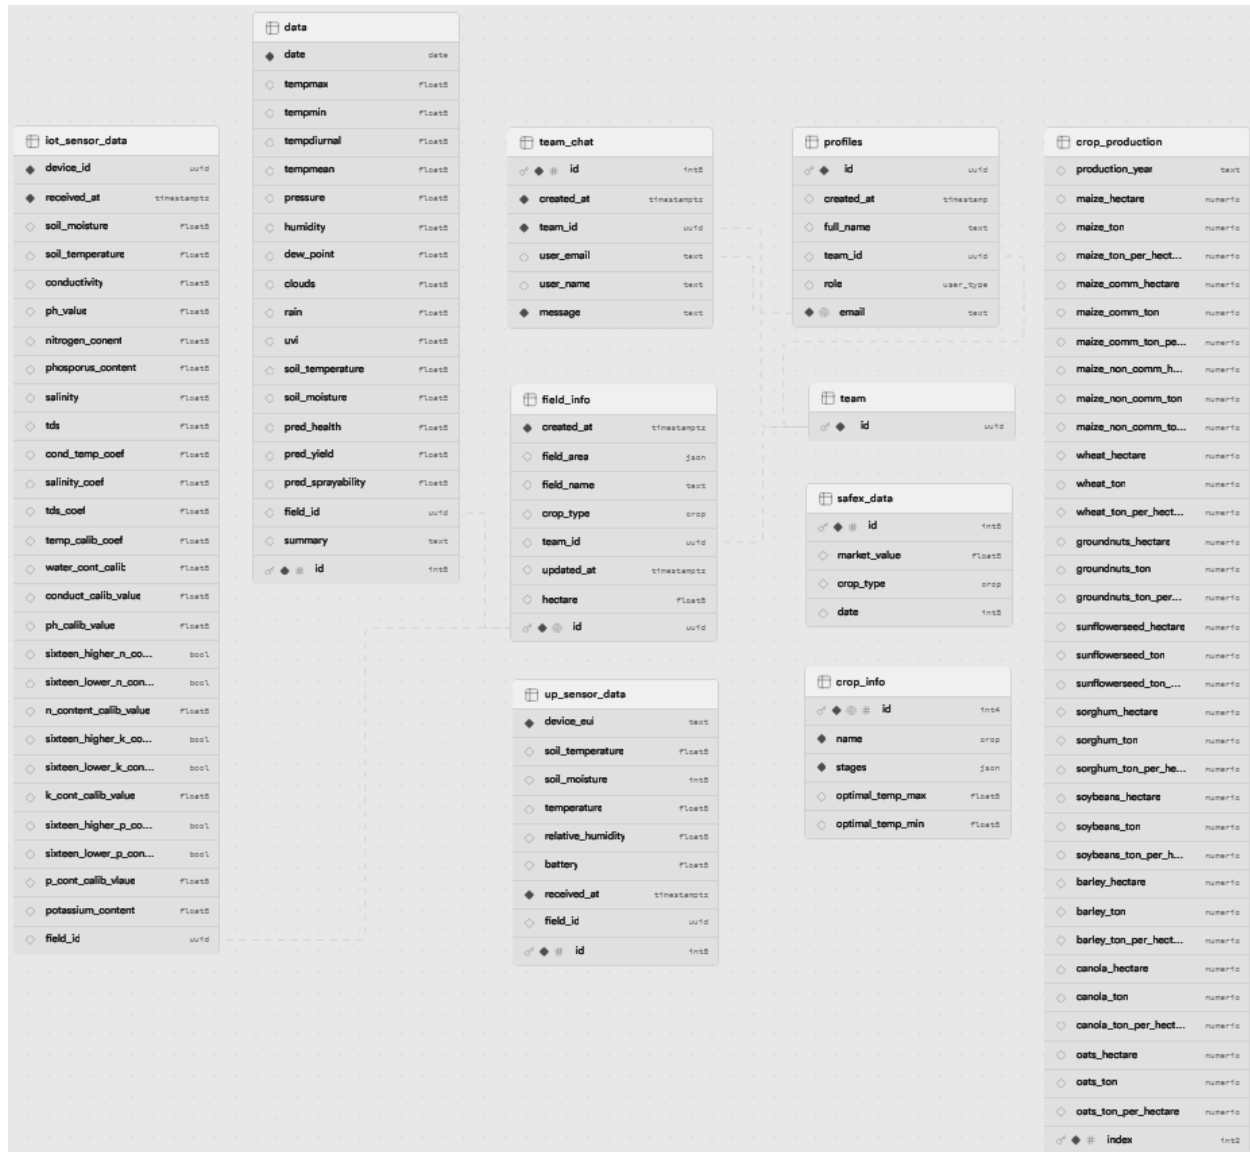 iot_sensor_data
device_id uuid
received_at timestamptz
soil_moisture float8
soil_temperature float8
conductivity float8
ph_value float8
nitrogen_conent float8
phosporus_content float8
salinity float8
tds float8
cond_temp_coef float8
salinity_coef float8
tds_coef float8
temp_calib_coef float8
water_cont_calib float8
conduct_calib_value float8
ph_calib_value float8
sixteen_higher_n_co... bool
sixteen_lower_n_con... bool
n_content_calib_value float8
sixteen_higher_k_co... bool
sixteen_lower_k_con... bool
k_cont_calib_value float8
sixteen_higher_p_co... bool
sixteen_lower_p_con... bool
p_cont_calib_vlaue float8
potassium_content float8
field_id uuid
data
date date
tempmax float8
tempmin float8
tempdiurnal float8
tempmean float8
pressure float8
humidity float8
dew_point float8
clouds float8
rain float8
uvi float8
soil_temperature float8
soil_moisture float8
pred_health float8
pred_yield float8
pred_sprayability float8
field_id uuid
summary text
id int8
team_chat
id int8
created_at timestamptz
team_id uuid
user_email text
user_name text
message text
field_info
created_at timestamptz
field_area json
field_name text
crop_type crop
team_id uuid
updated_at timestamptz
hectare float8
id uuid
up_sensor_data
device_eui text
soil_temperature float8
soil_moisture int8
temperature float8
relative_humidity float8
battery float8
received_at timestamptz
field_id uuid
id int8
profiles
id uuid
created_at timestamp
full_name text
team_id uuid
role user_type
email text
team
id uuid
safex_data
id int8
market_value float8
crop_type crop
date int8
crop_info
id int4
name crop
stages json
optimal_temp_max float8
optimal_temp_min float8
crop_production
production_year text
maize_hectare numeric
maize_ton numeric
maize_ton_per_hect... numeric
maize_comm_hectare numeric
maize_comm_ton numeric
maize_comm_ton_pe... numeric
maize_non_comm_h... numeric
maize_non_comm_ton numeric
maize_non_comm_to... numeric
wheat_hectare numeric
wheat_ton numeric
wheat_ton_per_hect... numeric
groundnuts_hectare numeric
groundnuts_ton numeric
groundnuts_ton_per... numeric
sunflowerseed_hectare numeric
sunflowerseed_ton numeric
sunflowerseed_ton_... numeric
sorghum_hectare numeric
sorghum_ton numeric
sorghum_ton_per_he... numeric
soybeans_hectare numeric
soybeans_ton numeric
soybeans_ton_per_h... numeric
barley_hectare numeric
barley_ton numeric
barley_ton_per_hect... numeric
canola_hectare numeric
canola_ton numeric
canola_ton_per_hect... numeric
oats_hectare numeric
oats_ton numeric
oats_ton_per_hectare numeric
index int2